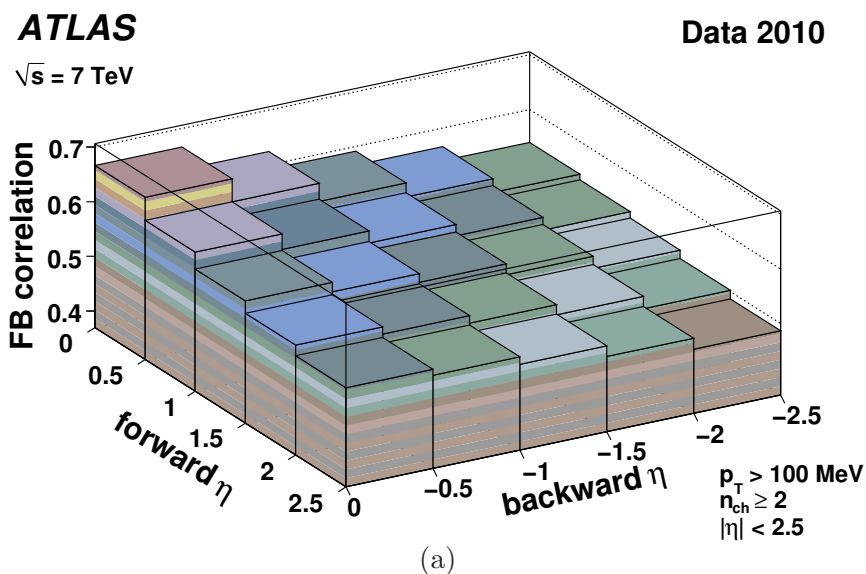 ATLAS
Data 2010
√s = 7 TeV
FB correlation
0.7
0.6
0.5
0.4
0
0.5
1
1.5
2
2.5
forward η
0
−0.5
−1
−1.5
−2
−2.5
backward η
p_T > 100 MeV
n_ch ≥ 2
|η| < 2.5
(a)